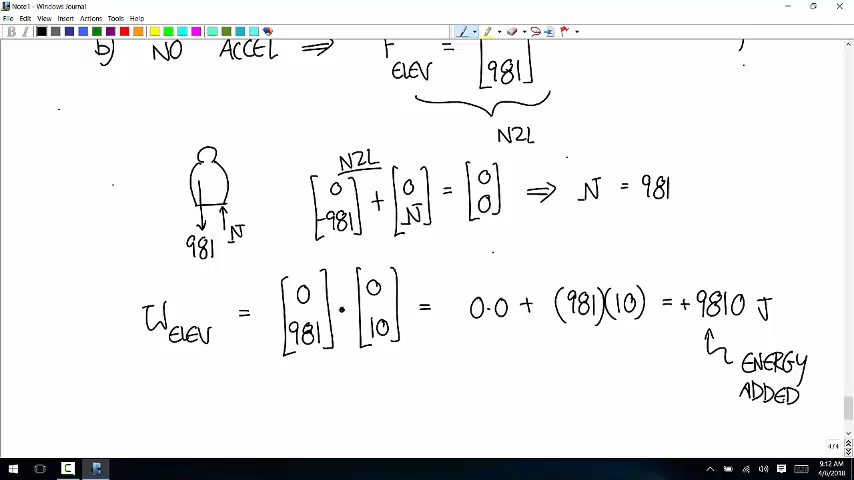 Note1 - Windows Journal
File Edit View Insert Actions Tools Help
b) NO ACCEL ⟹ F ELEV = [ 981 ]
N2L
N2L
[0 -981] + [0 N] = [0 0] ⟹ N = 981
981 N
W ELEV = [0 981] · [0 10] = 0·0 + (981)(10) = +9810 J
ENERGY
ADDED
4/4
9:12 AM
4/6/2018